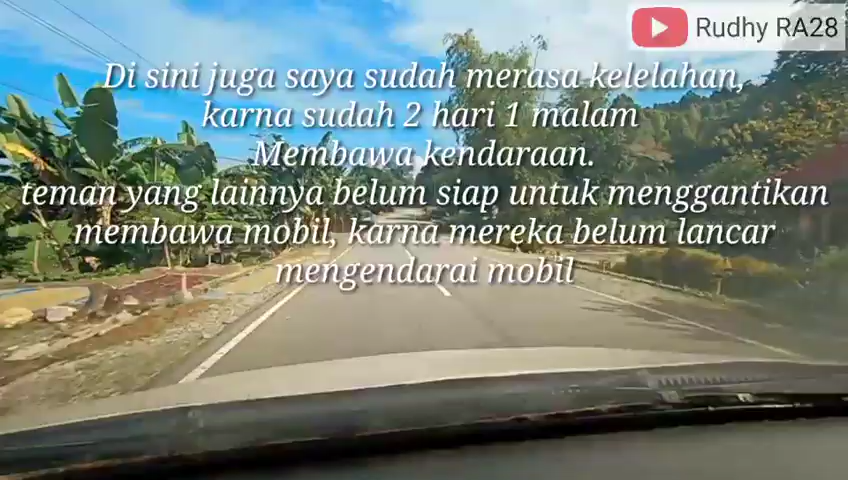 Rudhy RA28
Di sini juga saya sudah merasa kelelahan,
karna sudah 2 hari 1 malam
Membawa kendaraan.
teman yang lainnya belum siap untuk menggantikan
membawa mobil, karna mereka belum lancar
mengendarai mobil